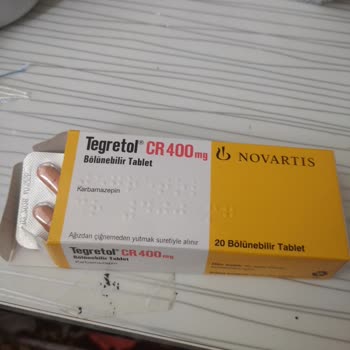 Tegretol® CR 400 mg
Bölünebilir Tablet
Karbamazepin
Ağızdan çiğnemeden yutmak suretiyle alınır
NOVARTIS
20 Bölünebilir Tablet
Tegretol® CR 400 mg
Bölünebilir Tablet
Karbamazepin